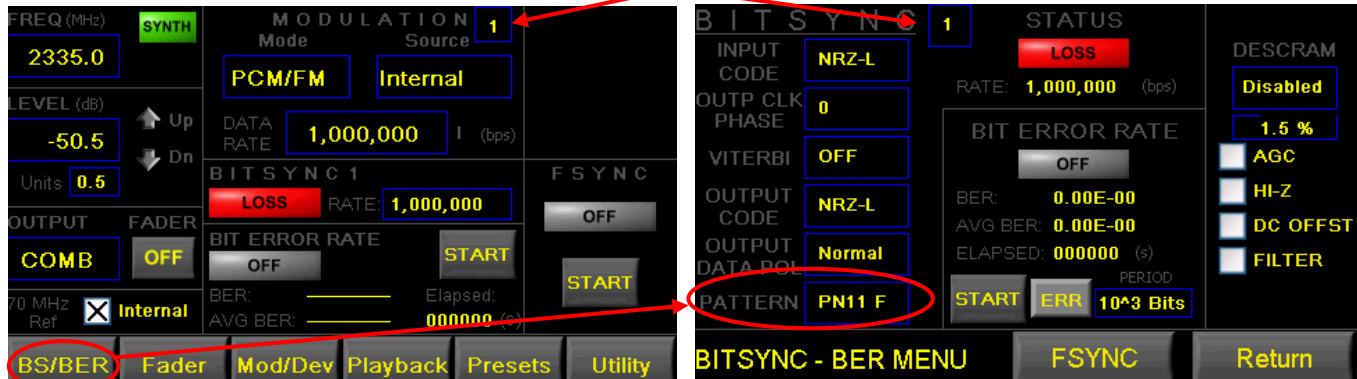 FREQ (MHz)
SYNTH
2335.0
LEVEL (dB)
-50.5
Up
Dn
Units 0.5
OUTPUT
FADER
COMB
OFF
70 MHz
Ref
Internal
MODULATION 1
Mode
Source
PCM/FM
Internal
DATA
RATE
1,000,000 I (bps)
BITSYNC1
LOSS
RATE: 1,000,000
BIT ERROR RATE
OFF
START
BER:
Elapsed:
AVG BER:
000000 (s)
FSYNC
OFF
START
BS/BER
Fader
Mod/Dev
Playback
Presets
Utility
BITSYNC 1
INPUT
CODE
NRZ-L
OUTP CLK
PHASE
0
VITERBI
OFF
OUTPUT
CODE
NRZ-L
OUTPUT
DATA POL
Normal
PATTERN
PN11 F
STATUS
LOSS
RATE: 1,000,000 (bps)
BIT ERROR RATE
OFF
BER: 0.00E-00
AVG BER: 0.00E-00
ELAPSED: 000000 (s)
PERIOD
START
ERR
10^3 Bits
DESCRAM
Disabled
1.5 %
AGC
HI-Z
DC OFFST
FILTER
BITSYNC - BER MENU
FSYNC
Return